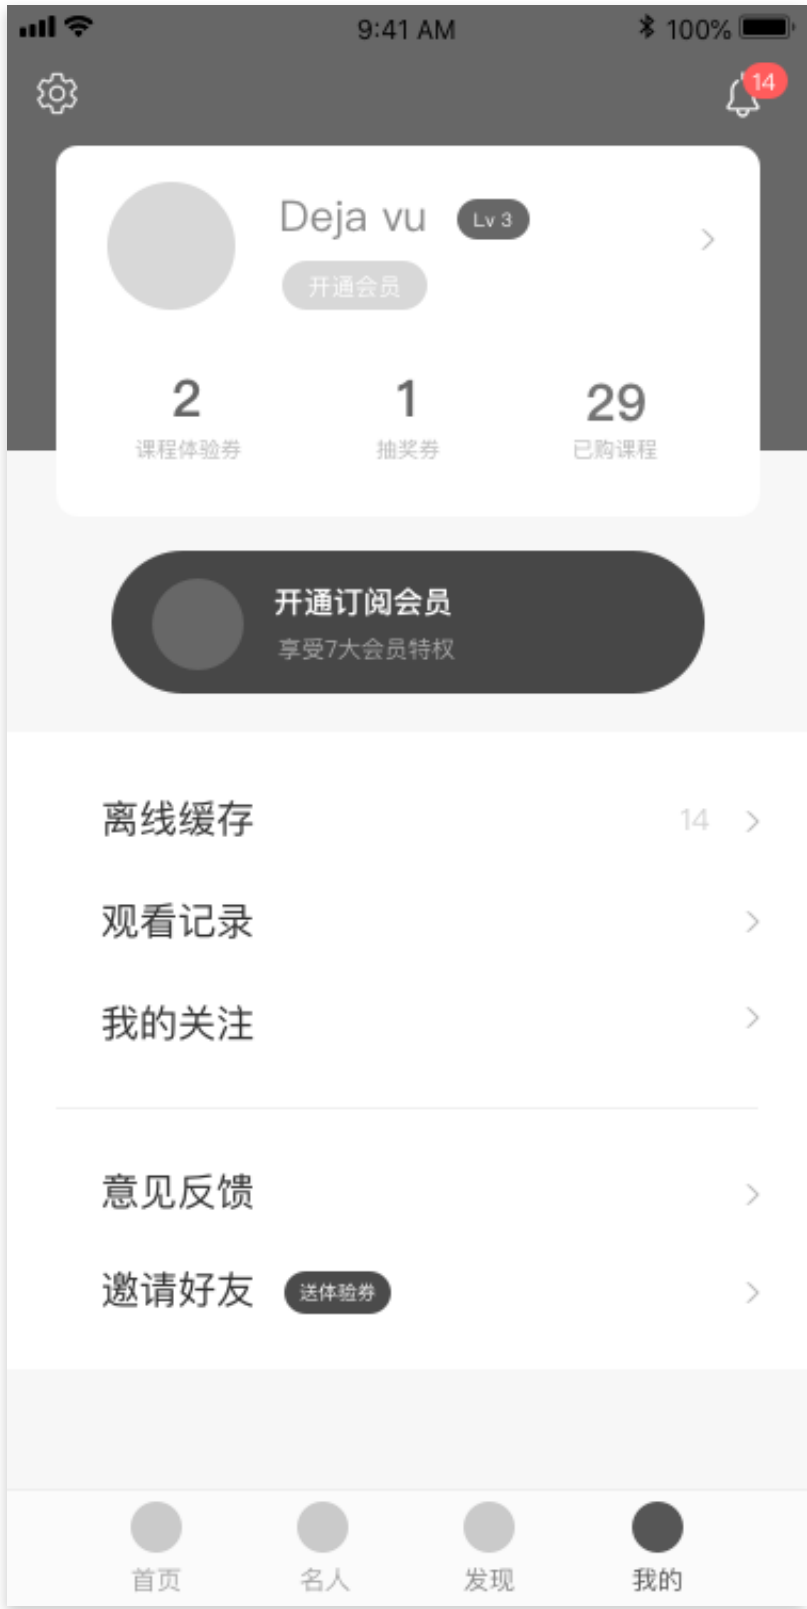 9:41 AM
100%
14
Deja vu
Lv 3
开通会员
2
1
29
课程体验券
抽奖券
已购课程
开通订阅会员
享受7大会员特权
离线缓存
14
观看记录
我的关注
意见反馈
邀请好友
送体验券
首页
名人
发现
我的